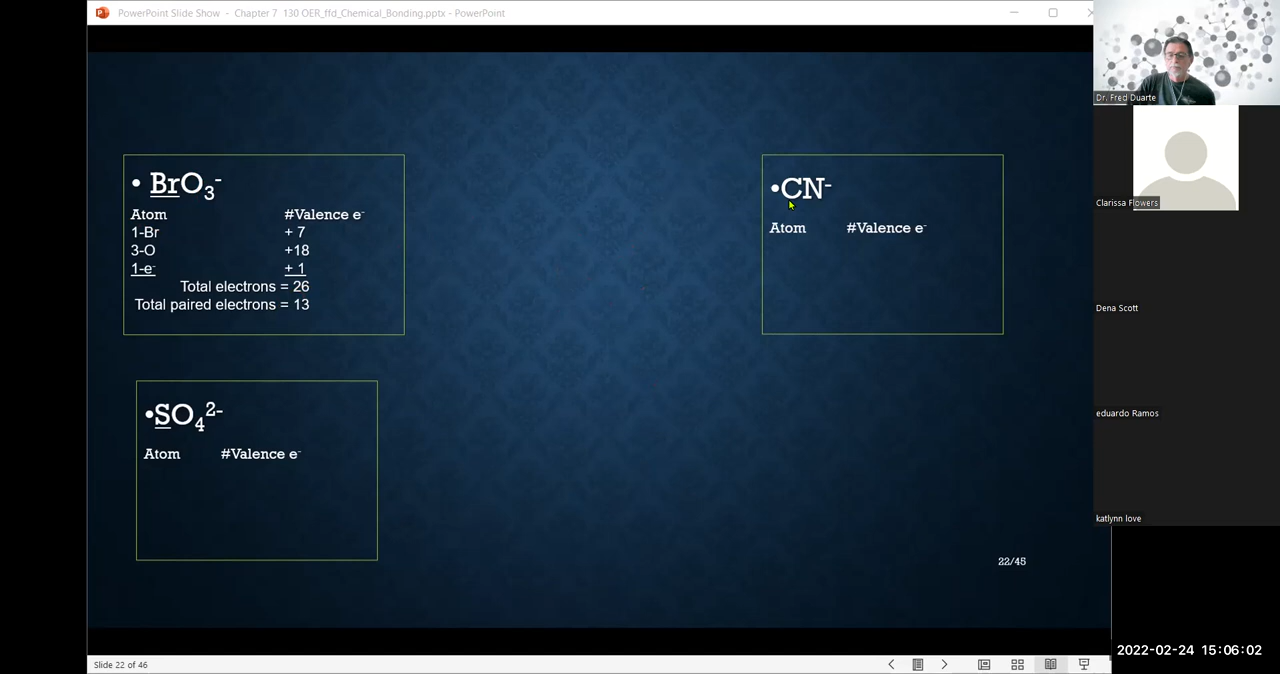 PowerPoint Slide Show - Chapter 7 130 OER_ffd_Chemical_Bonding.pptx - PowerPoint
• BrO₃⁻
Atom #Valence e⁻
1-Br + 7
3-O +18
1-e⁻ + 1
Total electrons = 26
Total paired electrons = 13
•CN⁻
Atom #Valence e⁻
•SO₄²⁻
Atom #Valence e⁻
22/45
Slide 22 of 46
Dr. Fred Duarte
Clarissa Flowers
Dena Scott
eduardo Ramos
katlynn love
2022-02-24 15:06:02